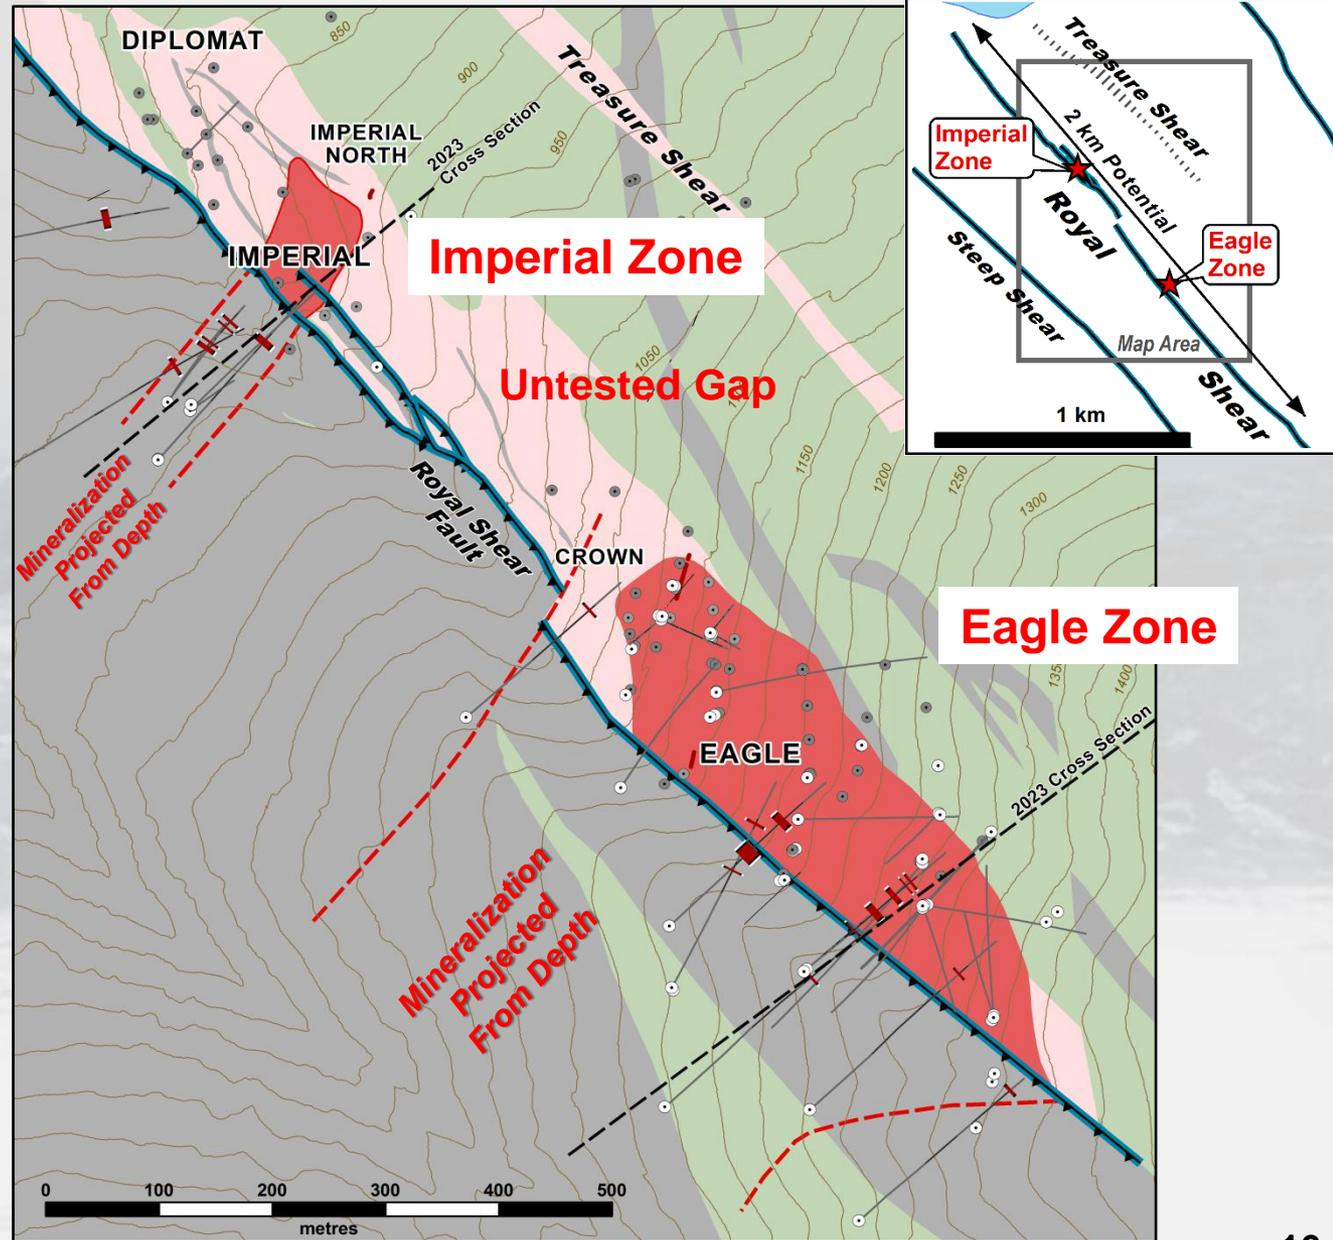 DIPLOMAT
850
900
950
Treasure Shear
IMPERIAL
NORTH
2023
Cross Section
IMPERIAL
Imperial Zone
Untested Gap
1050
1150
1200
1250
1300
1400
Mineralization
Projected
From Depth
Royal Shear
Fault
CROWN
Eagle Zone
EAGLE
2023 Cross Section
Mineralization
Projected
From Depth
0 100 200 300 400 500
metres
Treasure Shear
Imperial
Zone
2 km Potential
Royal
Shear
Eagle
Zone
Steep Shear
Map Area
1 km